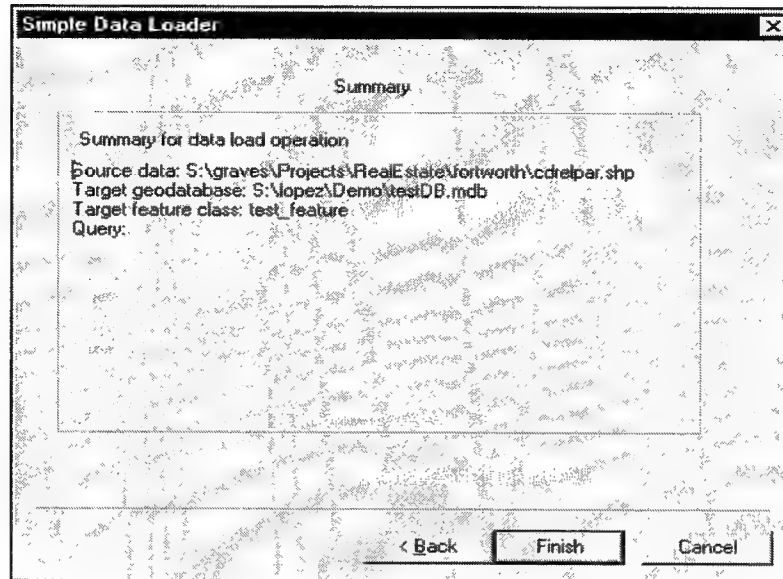 Simple Data Loader
Summary
Summary for data load operation
Source data: S:\graves\Projects\RealEstate\fortworth\cdrelpar.shp
Target geodatabase: S:\lopez\Demo\testDB.mdb
Target feature class: test_feature
Query:
< Back
Finish
Cancel